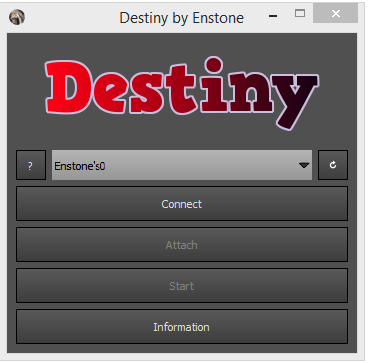 Destiny by Enstone
Destiny
?
Enstone's0
Connect
Attach
Start
Information